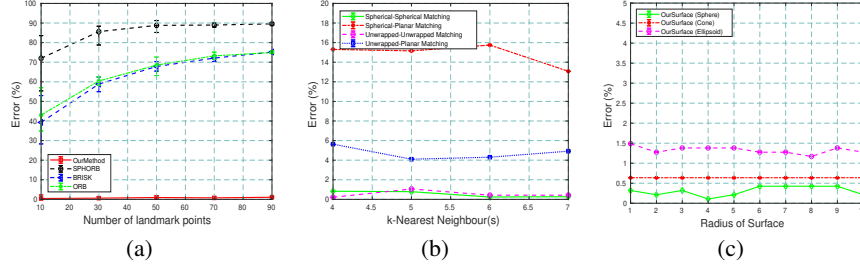 100
90
80
70
60
50
40
30
20
10
0
Error (%)
OurMethod
SPHORB
BRISK
ORB
10 30 50 70 90
Number of landmark points
(a)
20
18
16
14
12
10
8
6
4
2
0
Error (%)
Spherical-Spherical Matching
Spherical-Planar Matching
Unwrapped-Unwrapped Matching
Unwrapped-Planar Matching
4 4.5 5 5.5 6 6.5 7
k-Nearest Neighbour(s)
(b)
5
4.5
4
3.5
3
2.5
2
1.5
1
0.5
0
Error (%)
OurSurface (Sphere)
OurSurface (Cone)
OurSurface (Ellipsoid)
1 2 3 4 5 6 7 8 9
Radius of Surface
(c)